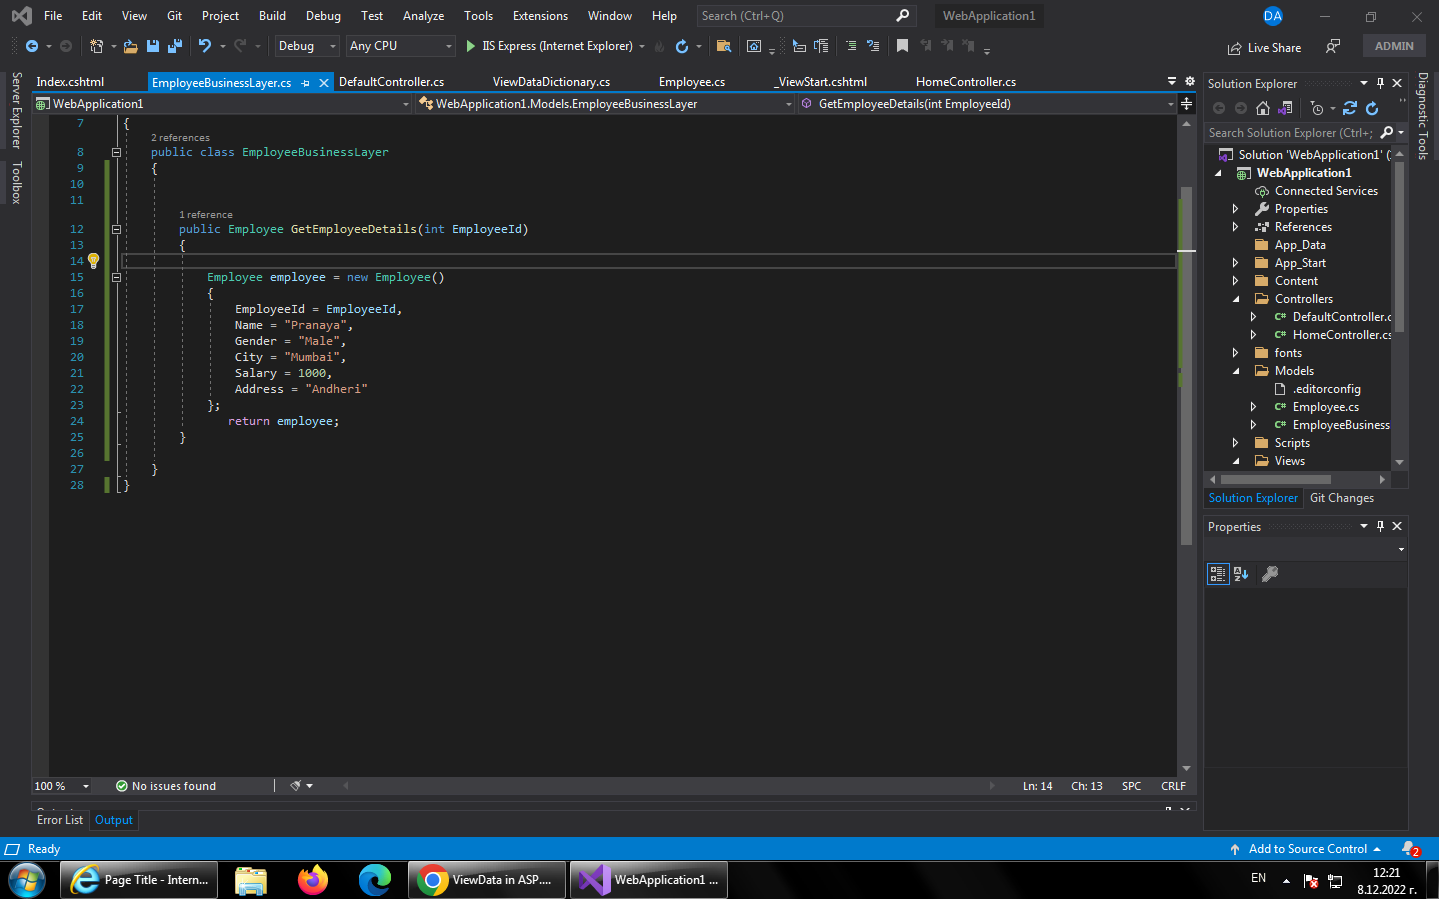 File Edit View Git Project Build Debug Test Analyze Tools Extensions Window Help Search (Ctrl+Q) WebApplication1 DA
Debug Any CPU IIS Express (Internet Explorer) Live Share ADMIN
Server Explorer
Toolbox
Index.cshtml EmployeeBusinessLayer.cs DefaultController.cs ViewDataDictionary.cs Employee.cs _ViewStart.cshtml HomeController.cs
WebApplication1 WebApplication1.Models.EmployeeBusinessLayer GetEmployeeDetails(int EmployeeId)
7 {
2 references
8 public class EmployeeBusinessLayer
9 {
10
11
1 reference
12 public Employee GetEmployeeDetails(int EmployeeId)
13 {
14
15 Employee employee = new Employee()
16 {
17 EmployeeId = EmployeeId,
18 Name = "Pranaya",
19 Gender = "Male",
20 City = "Mumbai",
21 Salary = 1000,
22 Address = "Andheri"
23 };
24 return employee;
25 }
26
27 }
28 }
100 % No issues found Ln: 14 Ch: 13 SPC CRLF
Error List Output
Solution Explorer
Search Solution Explorer (Ctrl+;
Solution 'WebApplication1' (
WebApplication1
Connected Services
Properties
References
App_Data
App_Start
Content
Controllers
C# DefaultController.c
C# HomeController.cs
fonts
Models
.editorconfig
C# Employee.cs
C# EmployeeBusiness
Scripts
Views
Solution Explorer Git Changes
Properties
Diagnostic Tools
Ready Add to Source Control 2
Page Title - Intern... ViewData in ASP.... WebApplication1 ... EN 12:21
8.12.2022 г.